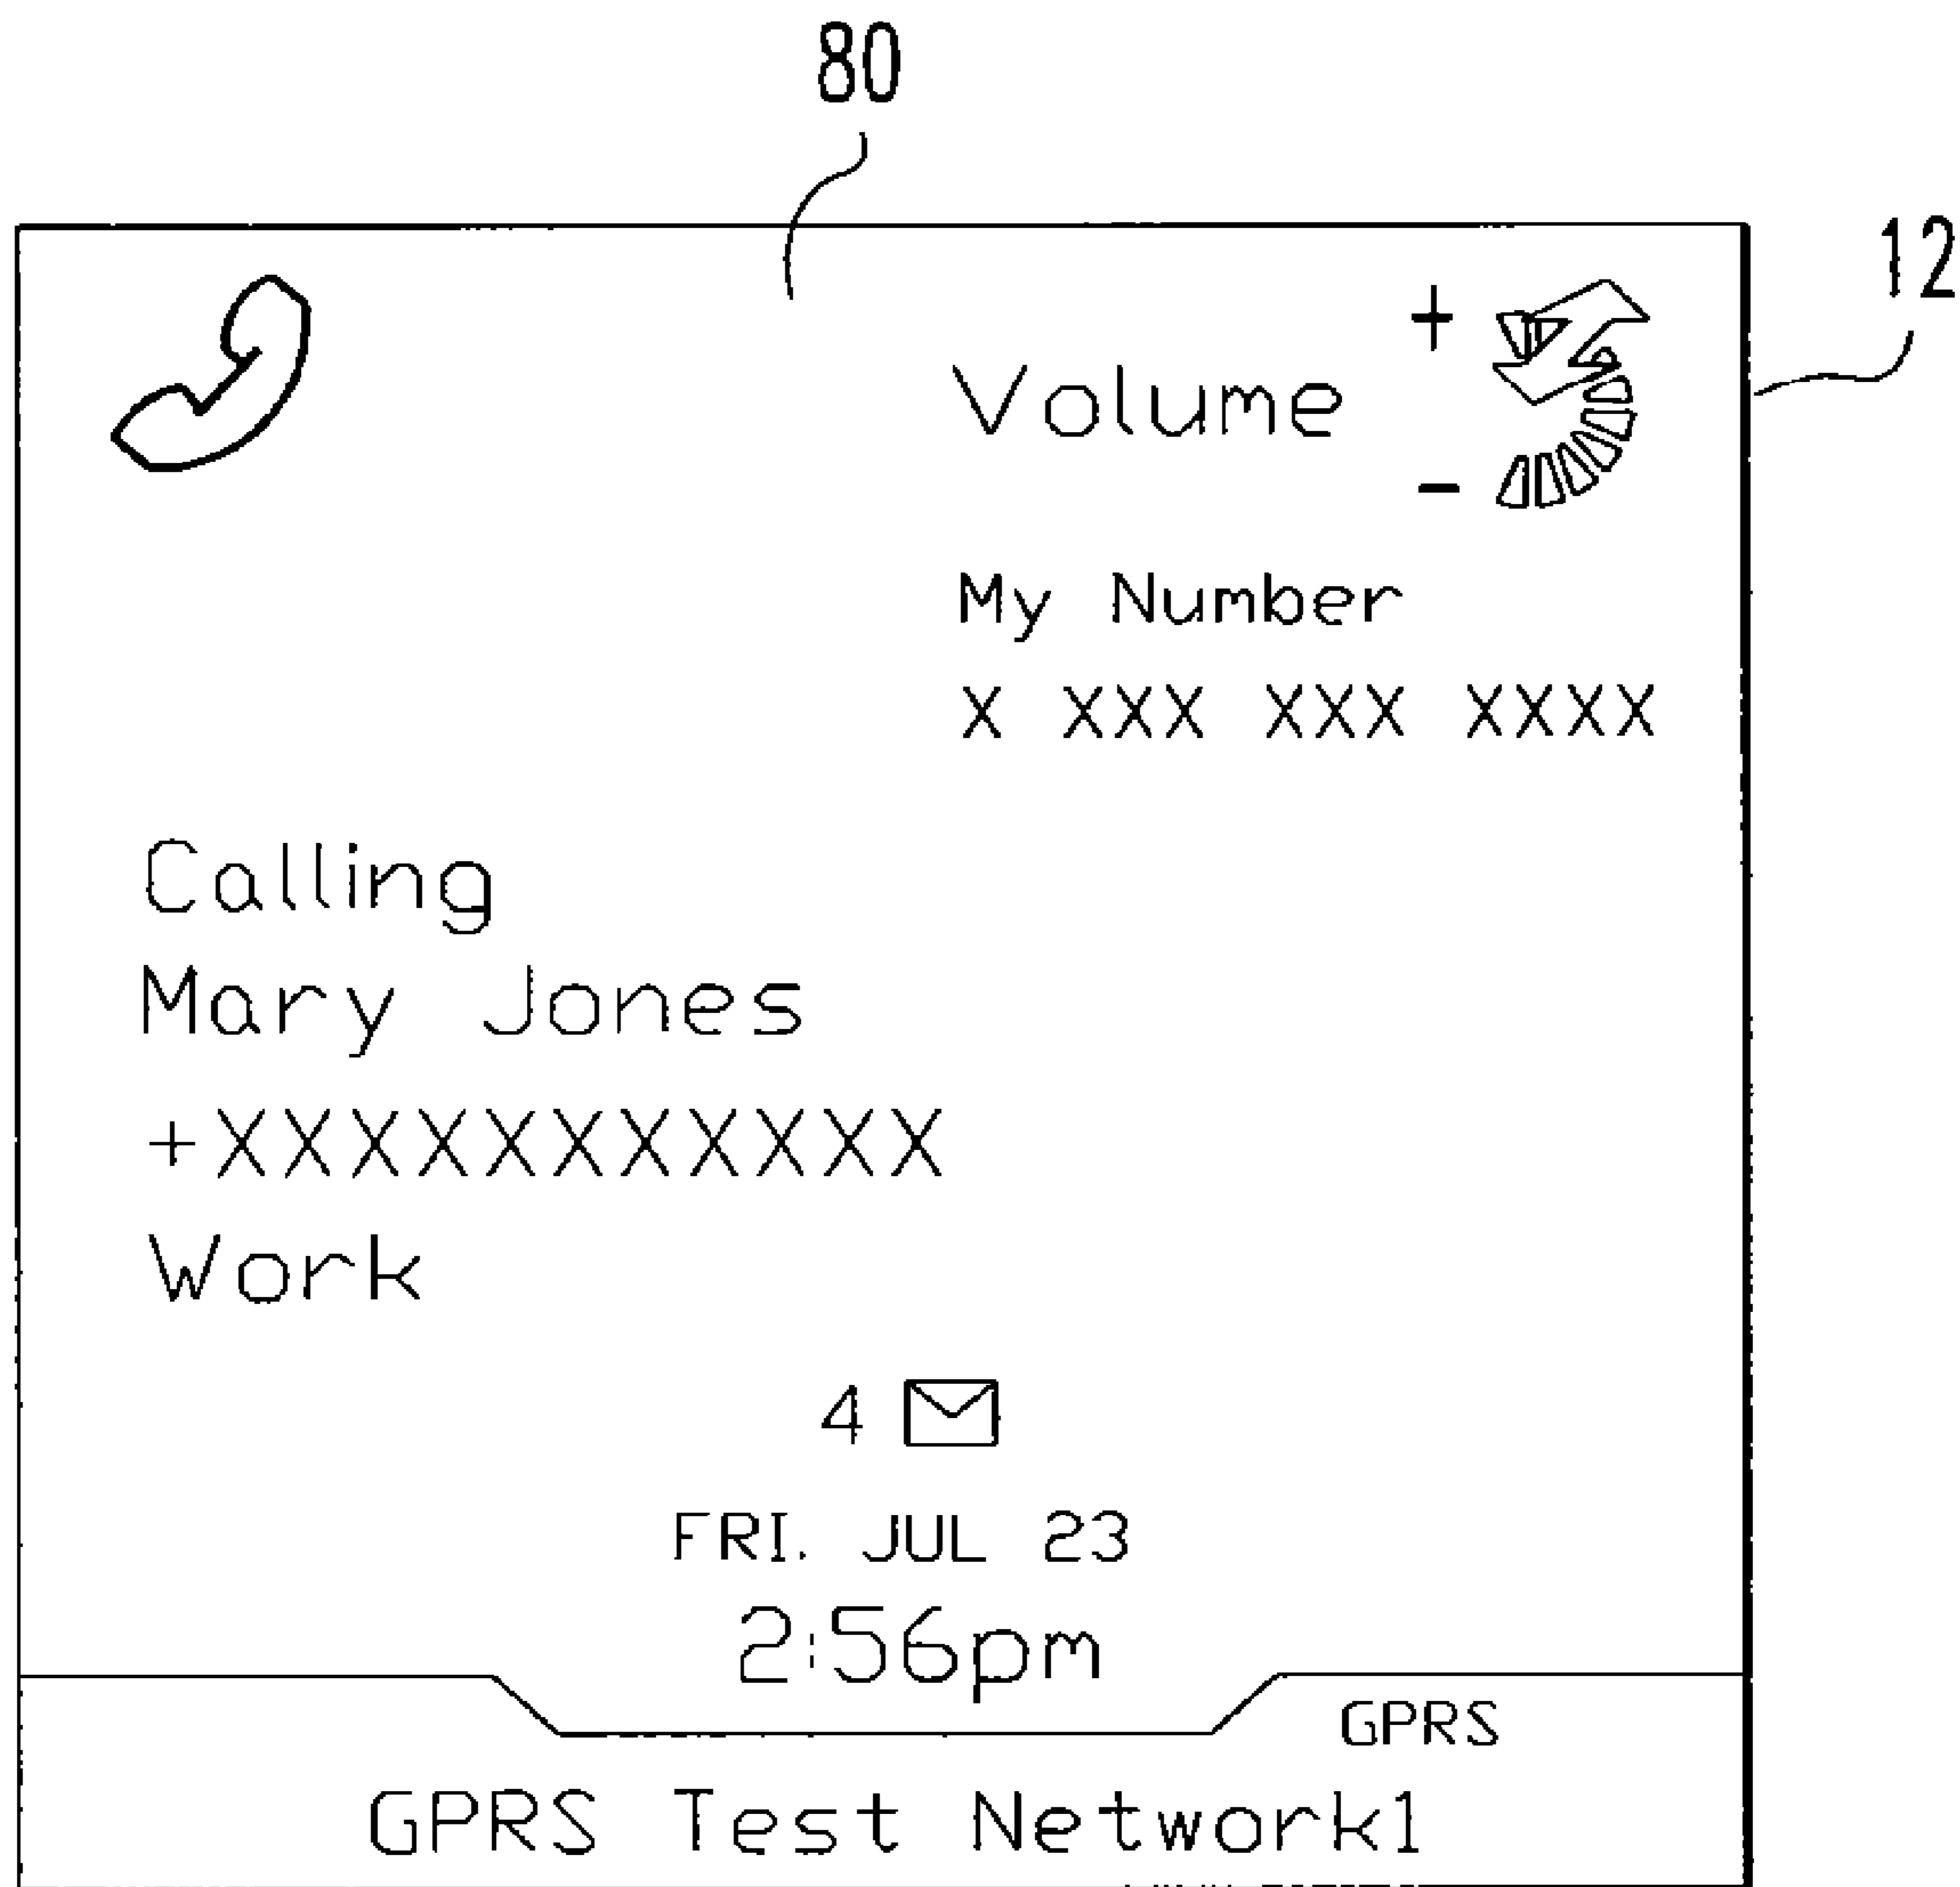 80
12
+
Volume
-
My Number
X XXX XXX XXXX
Calling
Mary Jones
+XXXXXXXXXXX
Work
4
FRI. JUL 23
2:56pm
GPRS
GPRS Test Network1